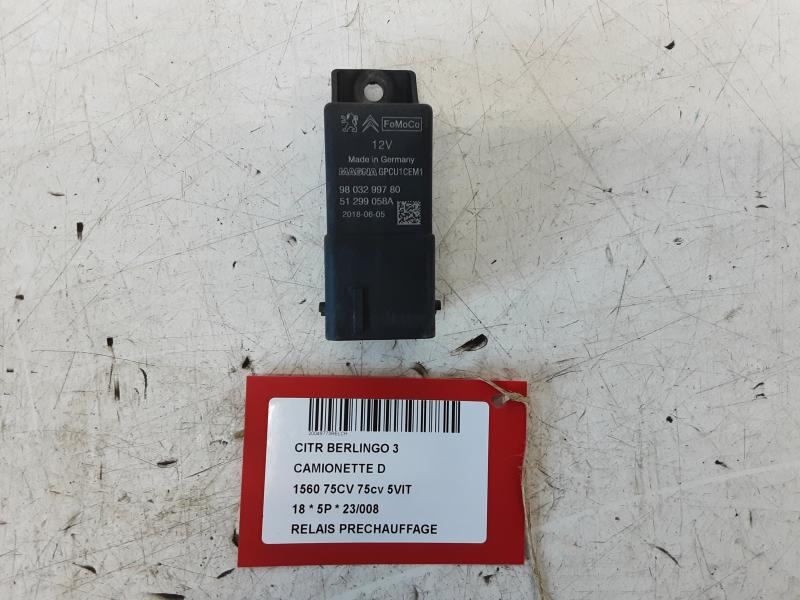 FoMoCo
12V
Made in Germany
MAGNA GPCU1CEM1
98 032 997 80
51 299 058A
2018-06-05
CITR BERLINGO 3
CAMIONETTE D
1560 75CV 75cv 5VIT
18 * 5P * 23/008
RELAIS PRECHAUFFAGE